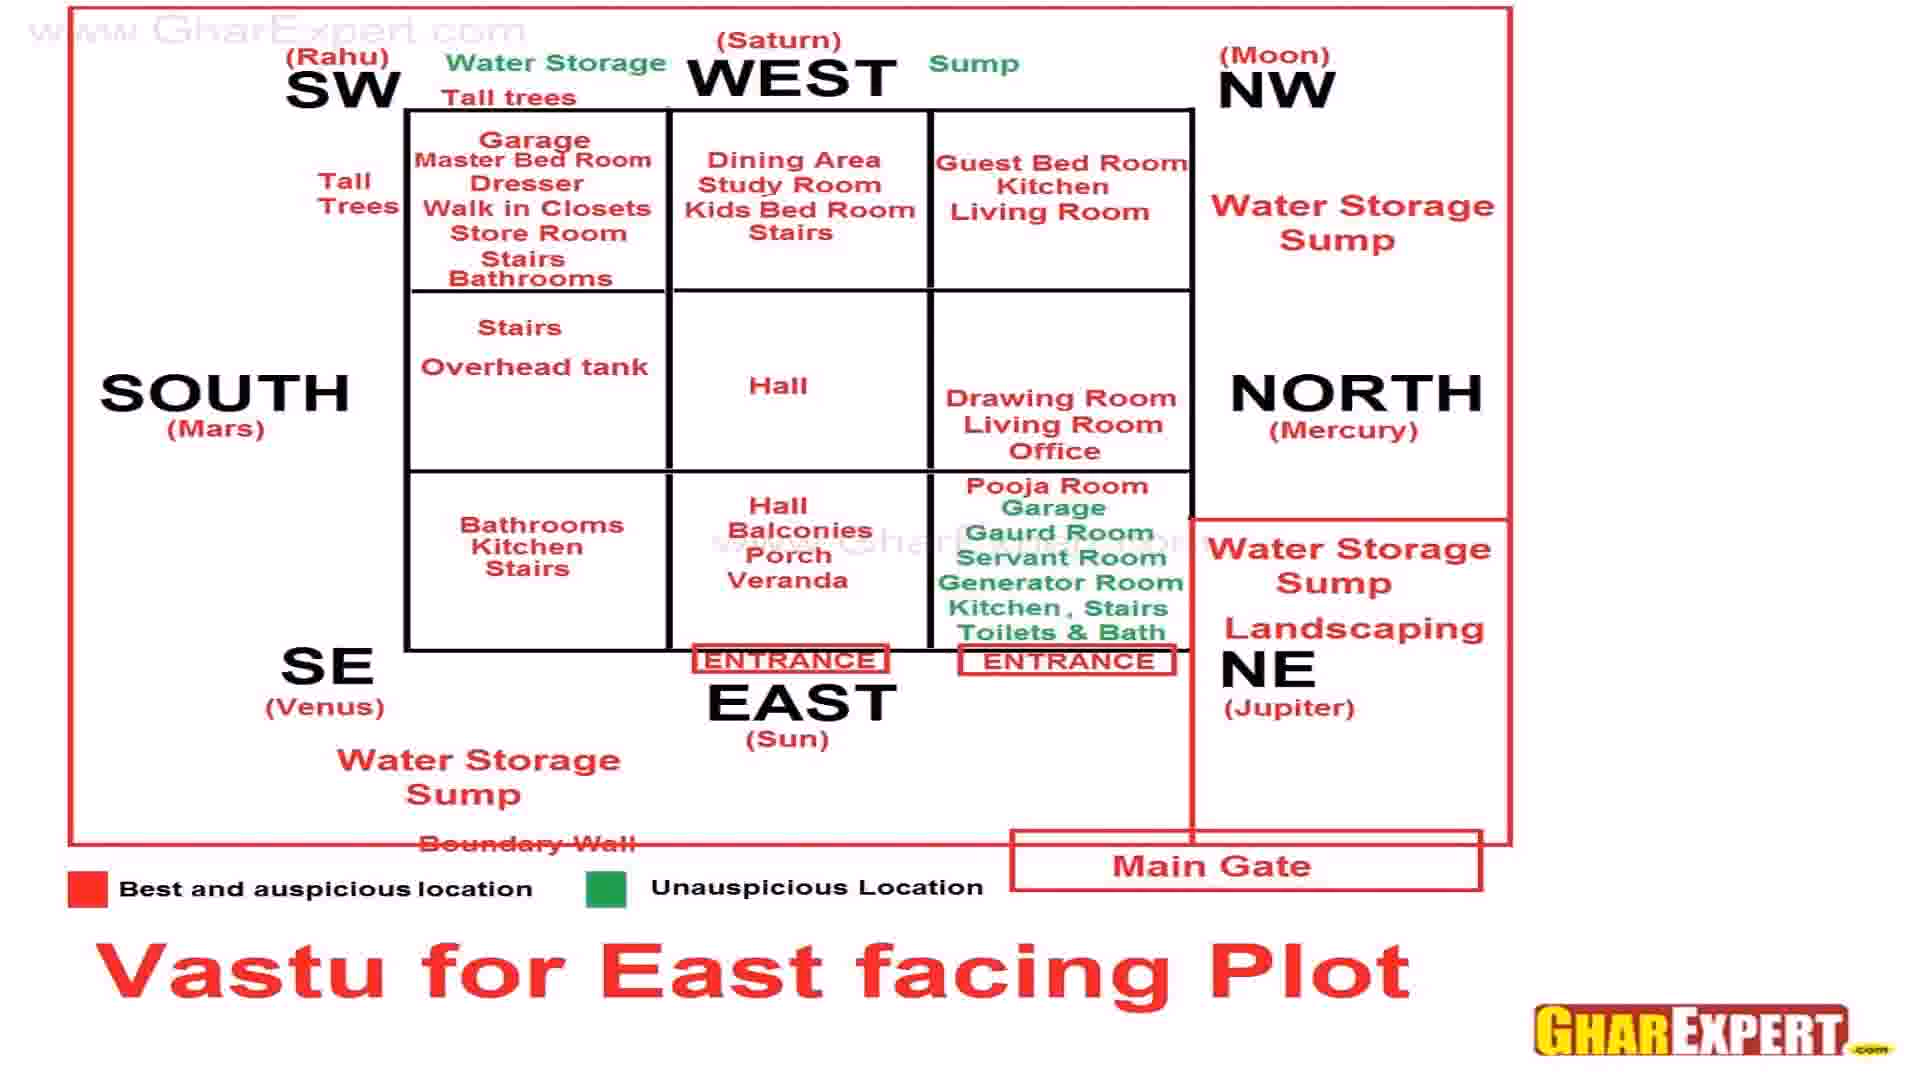 www.GharExpert.com
(Rahu)
SW
Water Storage
Tall trees
(Saturn)
WEST
Sump
(Moon)
NW
Tall
Trees
Garage
Master Bed Room
Dresser
Walk in Closets
Store Room
Stairs
Bathrooms
Dining Area
Study Room
Kids Bed Room
Stairs
Guest Bed Room
Kitchen
Living Room
Water Storage
Sump
SOUTH
(Mars)
Stairs
Overhead tank
Hall
Drawing Room
Living Room
Office
NORTH
(Mercury)
Bathrooms
Kitchen
Stairs
Hall
Balconies
Porch
Veranda
Pooja Room
Garage
Gaurd Room
Servant Room
Generator Room
Kitchen , Stairs
Toilets & Bath
Water Storage
Sump
Landscaping
NE
(Jupiter)
SE
(Venus)
ENTRANCE
ENTRANCE
EAST
(Sun)
Water Storage
Sump
Boundary Wall
Main Gate
Best and auspicious location
Unauspicious Location
Vastu for East facing Plot
GHAREXPERT.com